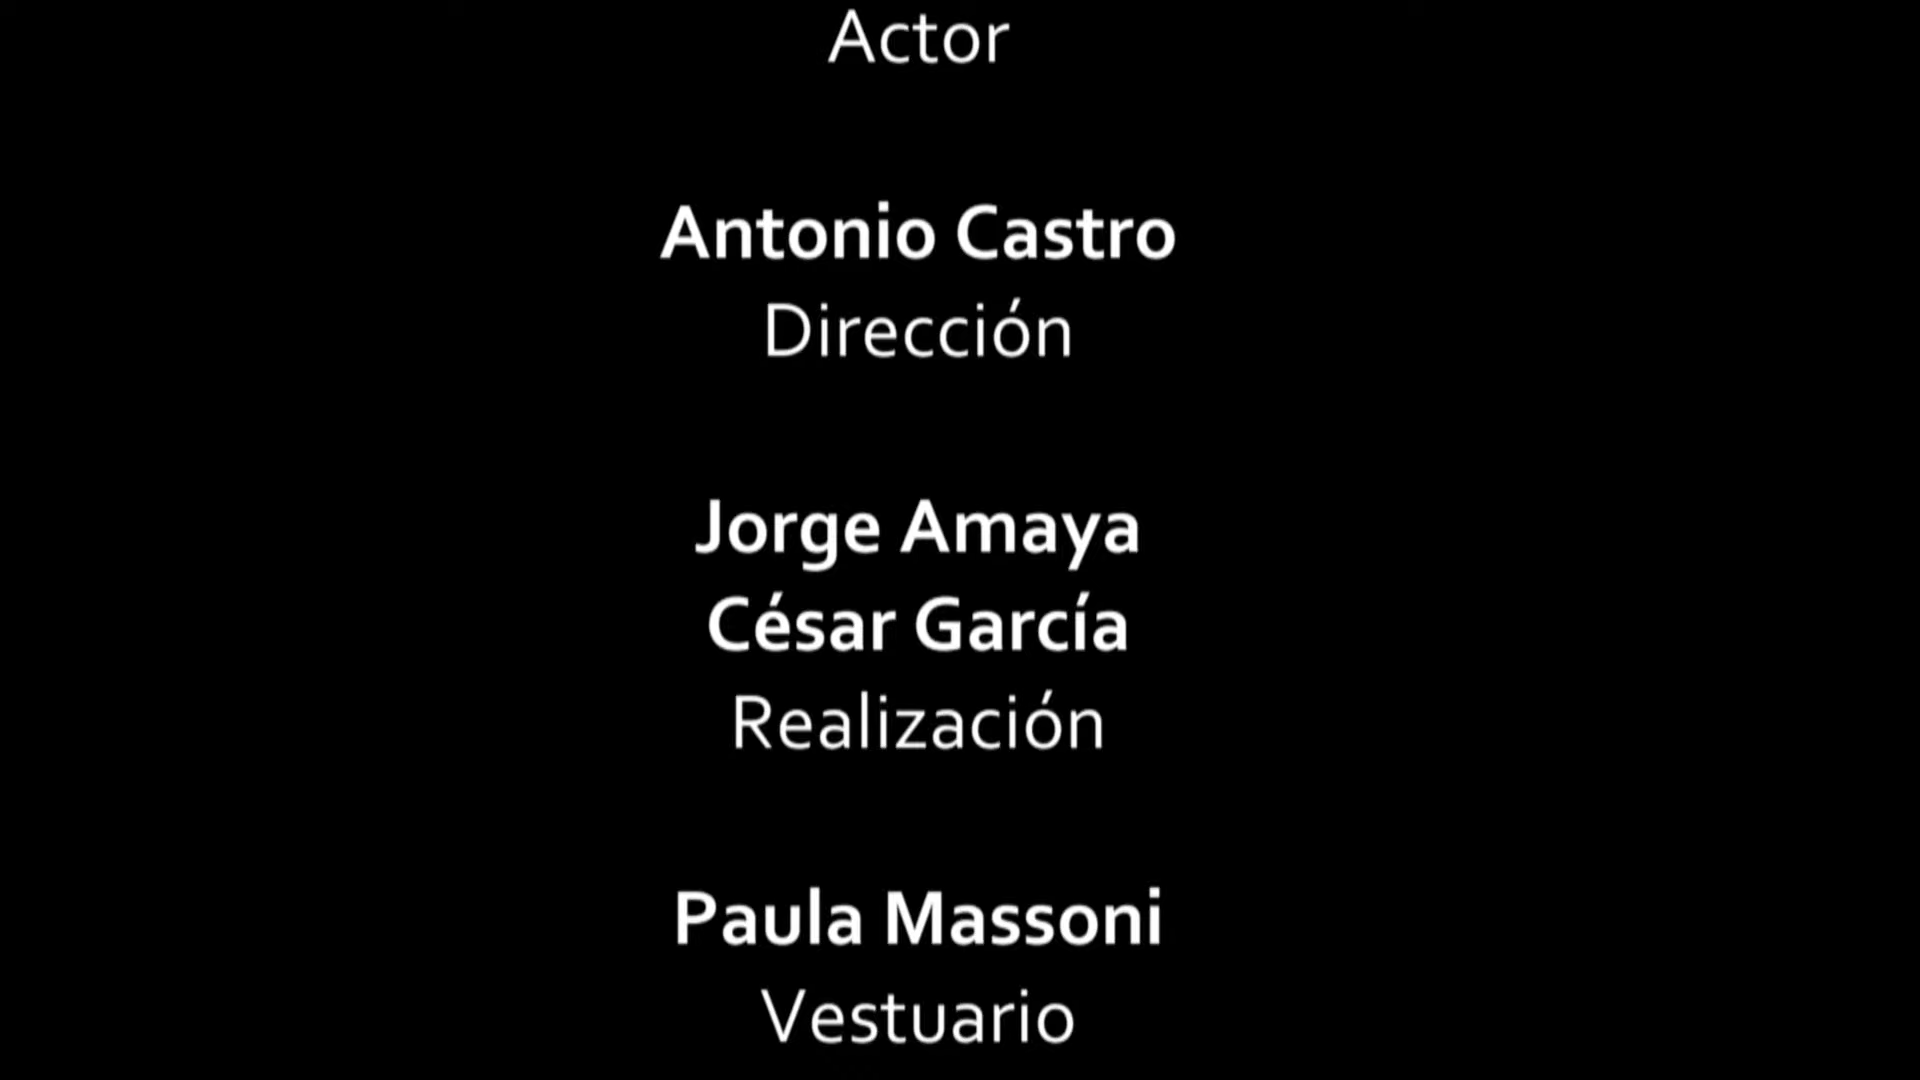 Actor
Antonio Castro
Dirección
Jorge Amaya
César García
Realización
Paula Massoni
Vestuario